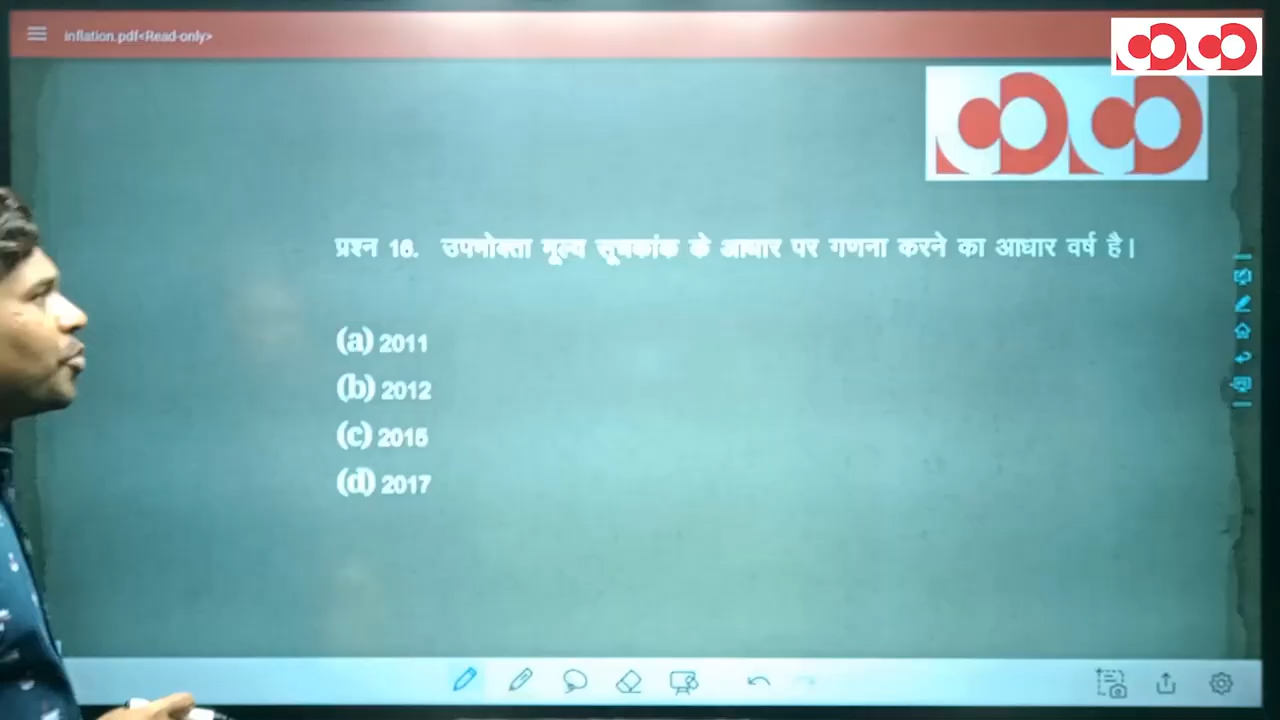 inflation.pdf<Read-only>
प्रश्न 16. उपभोक्ता मूल्य सूचकांक के आधार पर गणना करने का आधार वर्ष है।
(a) 2011
(b) 2012
(c) 2015
(d) 2017